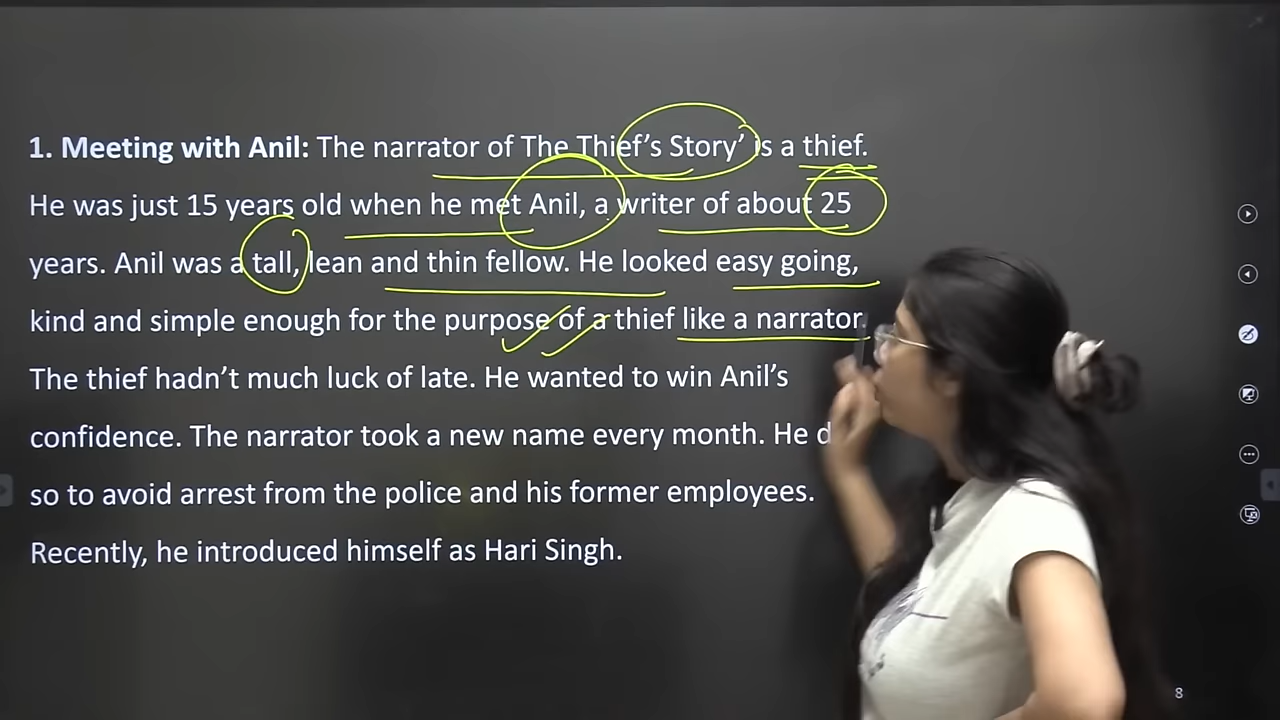 1. Meeting with Anil: The narrator of The Thief's Story' is a thief.
He was just 15 years old when he met Anil, a writer of about 25
years. Anil was a tall, lean and thin fellow. He looked easy going,
kind and simple enough for the purpose of a thief like a narrator.
The thief hadn't much luck of late. He wanted to win Anil's
confidence. The narrator took a new name every month. He d
so to avoid arrest from the police and his former employees.
Recently, he introduced himself as Hari Singh.
8